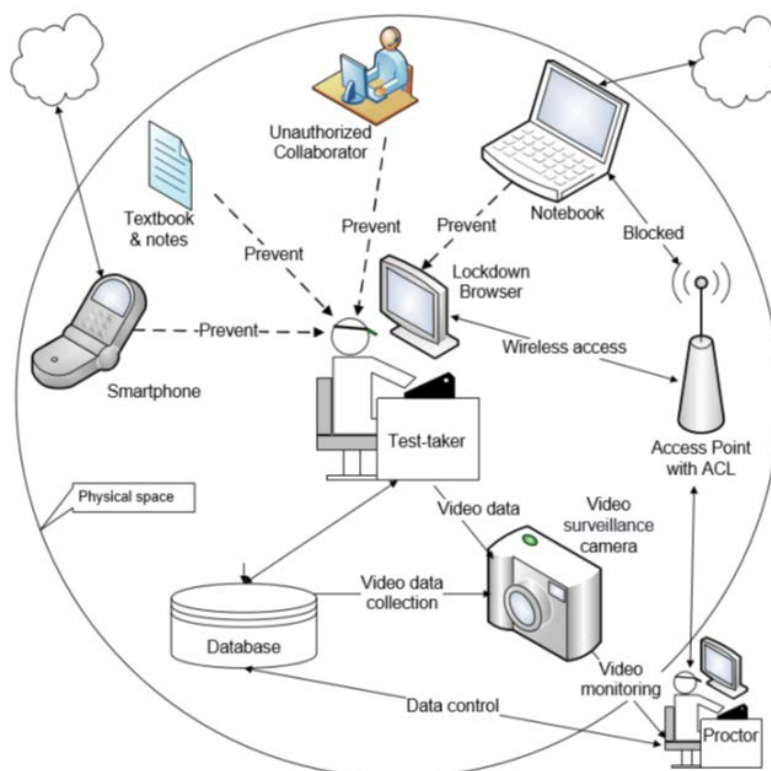 Unauthorized
Collaborator
Textbook
& notes
Notebook
Prevent
Prevent
Prevent
Blocked
Lockdown
Browser
Prevent
Wireless access
Smartphone
Test-taker
Access Point
with ACL
Physical space
Video data
Video
surveillance
camera
Video data
collection
Database
Video
monitoring
Data control
Proctor